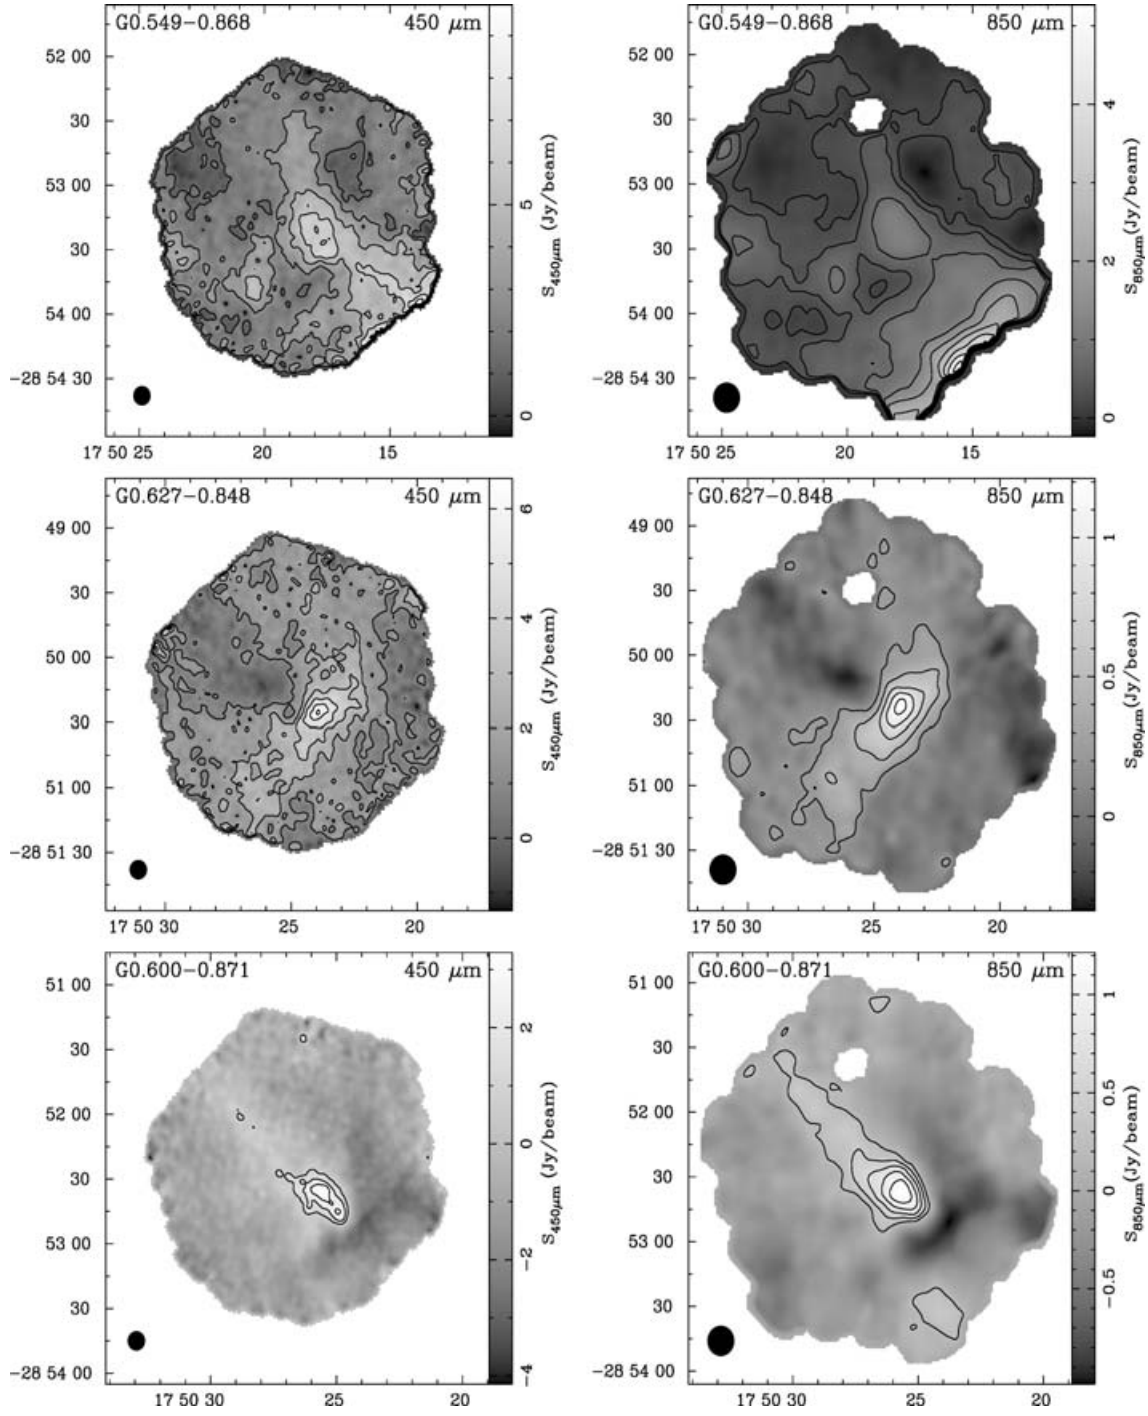 G0.549−0.868 450 μm
52 00
30
53 00
30
54 00
−28 54 30
17 50 25 20 15
0 5
S450μm (Jy/beam)
G0.549−0.868 850 μm
52 00
30
53 00
30
54 00
−28 54 30
17 50 25 20 15
0 2 4
S850μm(Jy/beam)
G0.627−0.848 450 μm
49 00
30
50 00
30
51 00
−28 51 30
17 50 30 25 20
0 2 4 6
S450μm (Jy/beam)
G0.627−0.848 850 μm
49 00
30
50 00
30
51 00
−28 51 30
17 50 30 25 20
0 0.5 1
S850μm(Jy/beam)
G0.600−0.871 450 μm
51 00
30
52 00
30
53 00
30
−28 54 00
17 50 30 25 20
−4 −2 0 2
S450μm (Jy/beam)
G0.600−0.871 850 μm
51 00
30
52 00
30
53 00
30
−28 54 00
17 50 30 25 20
−0.5 0 0.5 1
S850μm(Jy/beam)